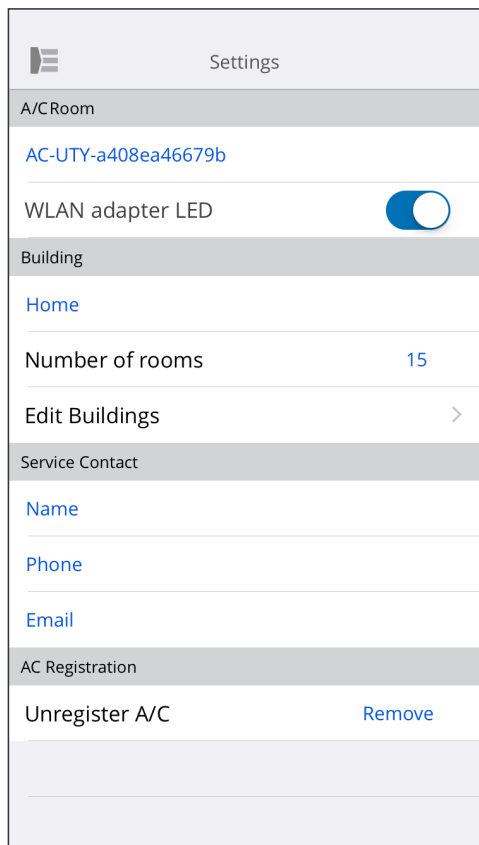 Settings
A/C Room
AC-UTY-a408ea46679b
WLAN adapter LED
Building
Home
Number of rooms 15
Edit Buildings
Service Contact
Name
Phone
Email
AC Registration
Unregister A/C Remove